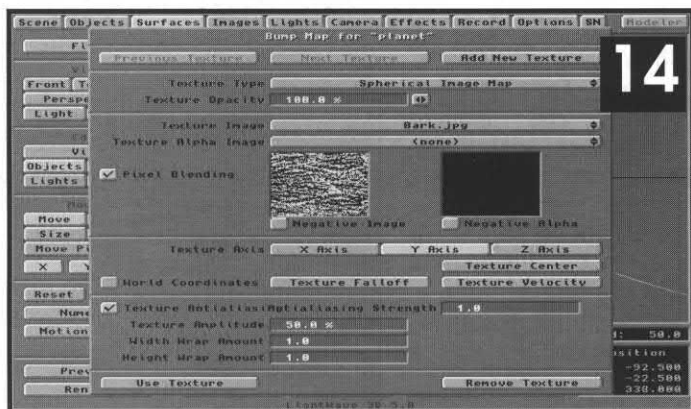 Scene Objects Surfaces Images Lights Camera Effects Record Options SN Modeler
Bump Map for "planet"
Previous Texture Next Texture Add New Texture
14
Texture Type Spherical Image Map
Texture Opacity 100.0 %
Front
Perspe
Light
Texture Image Bark.jpg
Texture Alpha Image (none)
Vi
Objects
Lights
Pixel Blending
Negative Image Negative Alpha
Move
Size
Move Pi
X Y
Texture Axis X Axis Y Axis Z Axis
Texture Center
World Coordinates Texture Falloff Texture Velocity
Reset
Nume
Motion
Texture Antialiasi Antialiasing Strength 1.0
Texture Amplitude 50.0 %
Width Wrap Amount 1.0
Height Wrap Amount 1.0
d: 50.0
osition
-92.500
-22.500
338.000
Prev
Ren
Use Texture Remove Texture
LightWave 3D 5.0